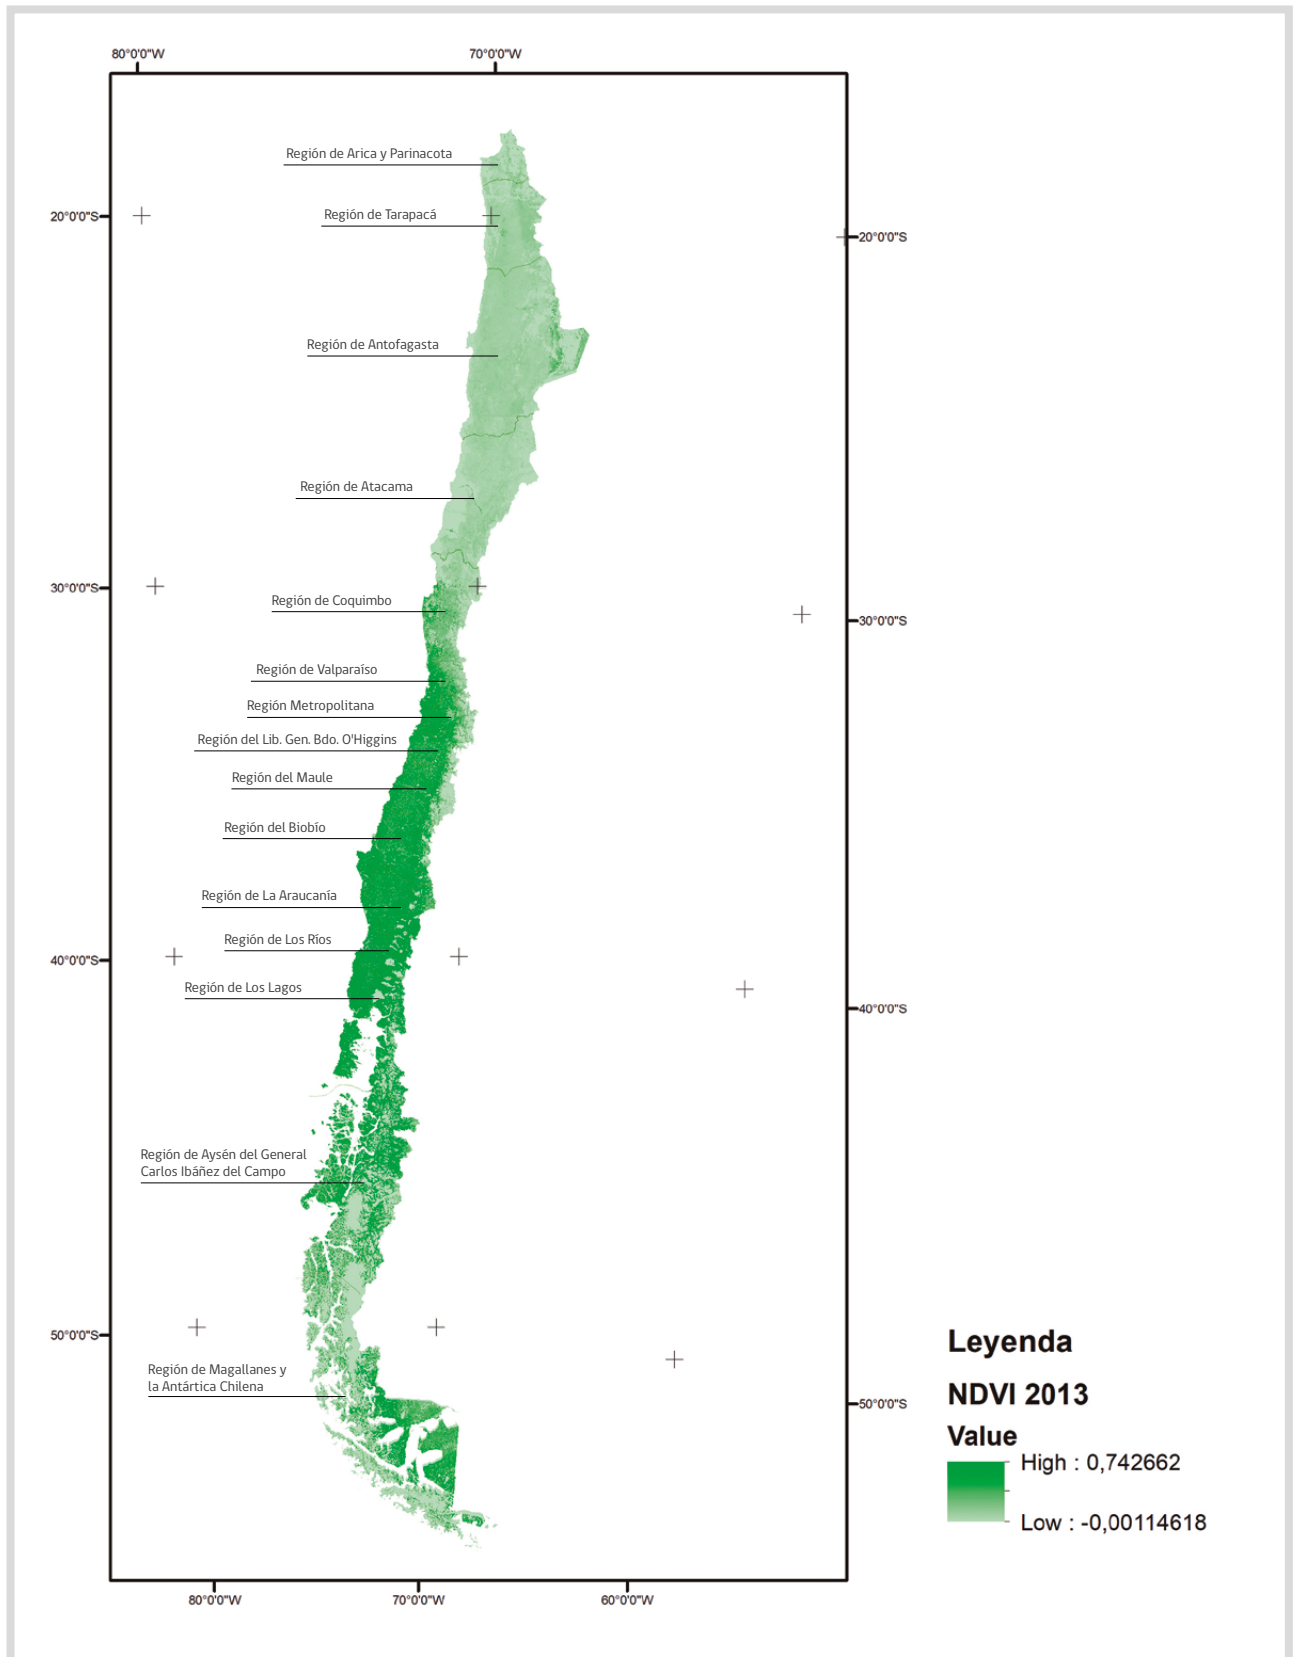 80°0'0"W
70°0'0"W
Región de Arica y Parinacota
20°0'0"S
Región de Tarapacá
20°0'0"S
Región de Antofagasta
Región de Atacama
30°0'0"S
Región de Coquimbo
30°0'0"S
Región de Valparaíso
Región Metropolitana
Región del Lib. Gen. Bdo. O'Higgins
Región del Maule
Región del Biobío
Región de La Araucanía
Región de Los Ríos
40°0'0"S
Región de Los Lagos
40°0'0"S
Región de Aysén del General
Carlos Ibáñez del Campo
50°0'0"S
Región de Magallanes y
la Antártica Chilena
50°0'0"S
Leyenda
NDVI 2013
Value
High : 0,742662
Low : -0,00114618
80°0'0"W
70°0'0"W
60°0'0"W